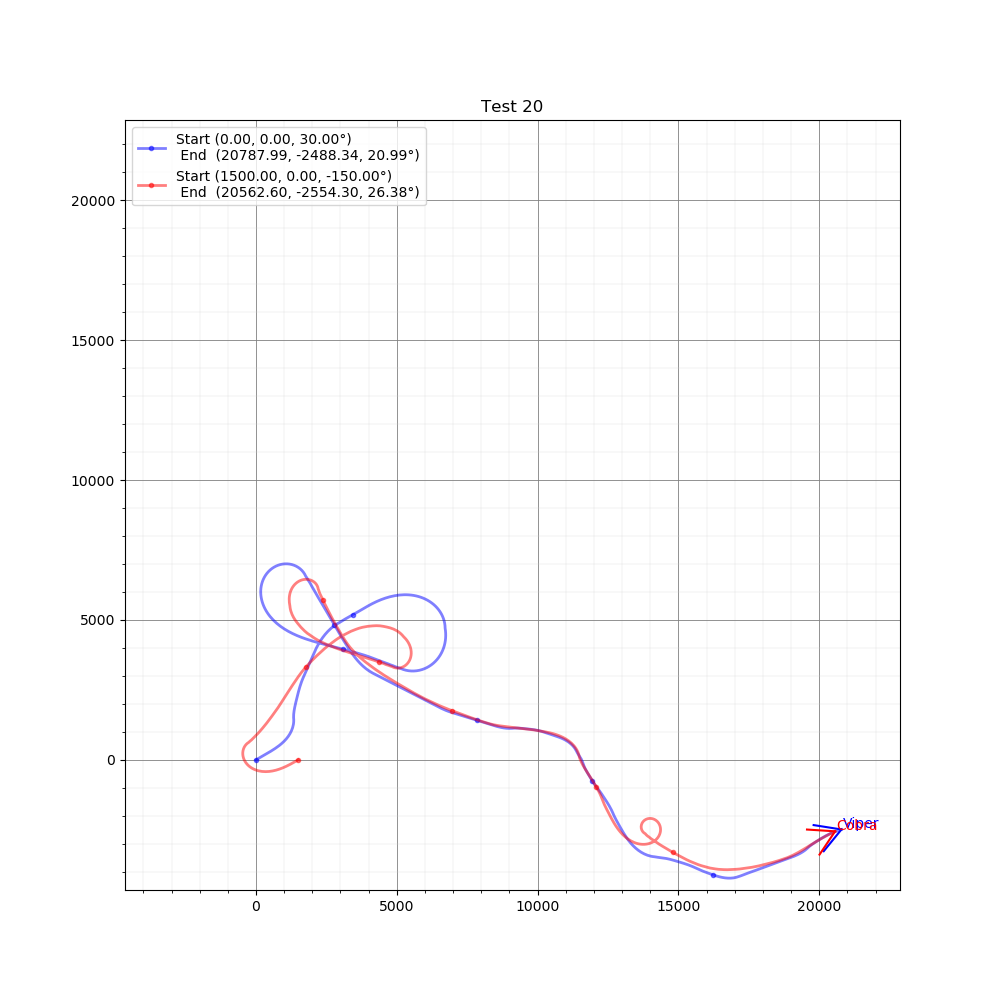 Test 20
Start (0.00, 0.00, 30.00°)
End (20787.99, -2488.34, 20.99°)
Start (1500.00, 0.00, -150.00°)
End (20562.60, -2554.30, 26.38°)
20000
15000
10000
5000
0
Viper
Cobra
0
5000
10000
15000
20000